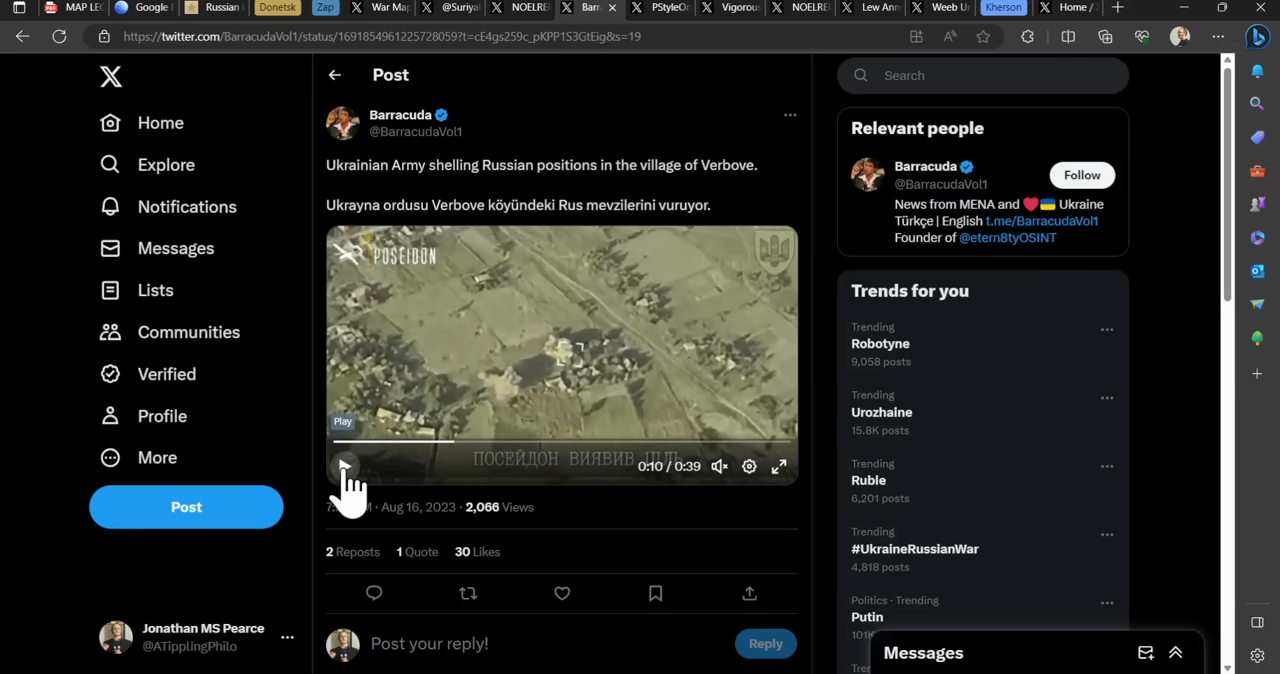 MAP LE
Google
Russian
Donetsk
Zap
War Map
@Suriya
NOELRE
Barr
PStyleO
Vigorou
NOELRE
Lew Ann
Weeb U
Kherson
Home /
https://twitter.com/BarracudaVol1/status/1691854961225728059?t=cE4gs259c_pKPP1S3GtEig&s=19
Home
Explore
Notifications
Messages
Lists
Communities
Verified
Profile
More
Post
Jonathan MS Pearce
@ATipplingPhilo
Post
Barracuda
@BarracudaVol1
Ukrainian Army shelling Russian positions in the village of Verbove.
Ukrayna ordusu Verbove köyündeki Rus mevzilerini vuruyor.
POSEIDON
Play
ПОСЕЙДОН ВИЯВИВ ЦІЛЬ
0:10 / 0:39
Aug 16, 2023 · 2,066 Views
2 Reposts 1 Quote 30 Likes
Post your reply!
Reply
Search
Relevant people
Barracuda
@BarracudaVol1
Follow
News from MENA and ❤️🇺🇦 Ukraine
Türkçe | English t.me/BarracudaVol1
Founder of @etern8tyOSINT
Trends for you
Trending
Robotyne
9,058 posts
Trending
Urozhaine
15.8K posts
Trending
Ruble
6,201 posts
Trending
#UkraineRussianWar
4,818 posts
Politics · Trending
Putin
101K
Messages